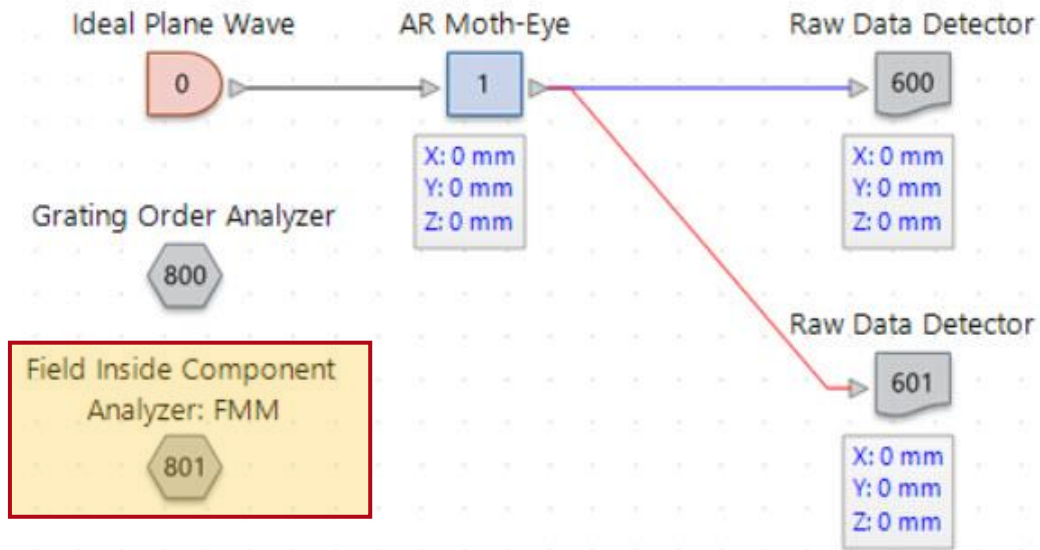 Ideal Plane Wave
0
AR Moth-Eye
1
X: 0 mm
Y: 0 mm
Z: 0 mm
Raw Data Detector
600
X: 0 mm
Y: 0 mm
Z: 0 mm
Grating Order Analyzer
800
Field Inside Component
Analyzer: FMM
801
Raw Data Detector
601
X: 0 mm
Y: 0 mm
Z: 0 mm